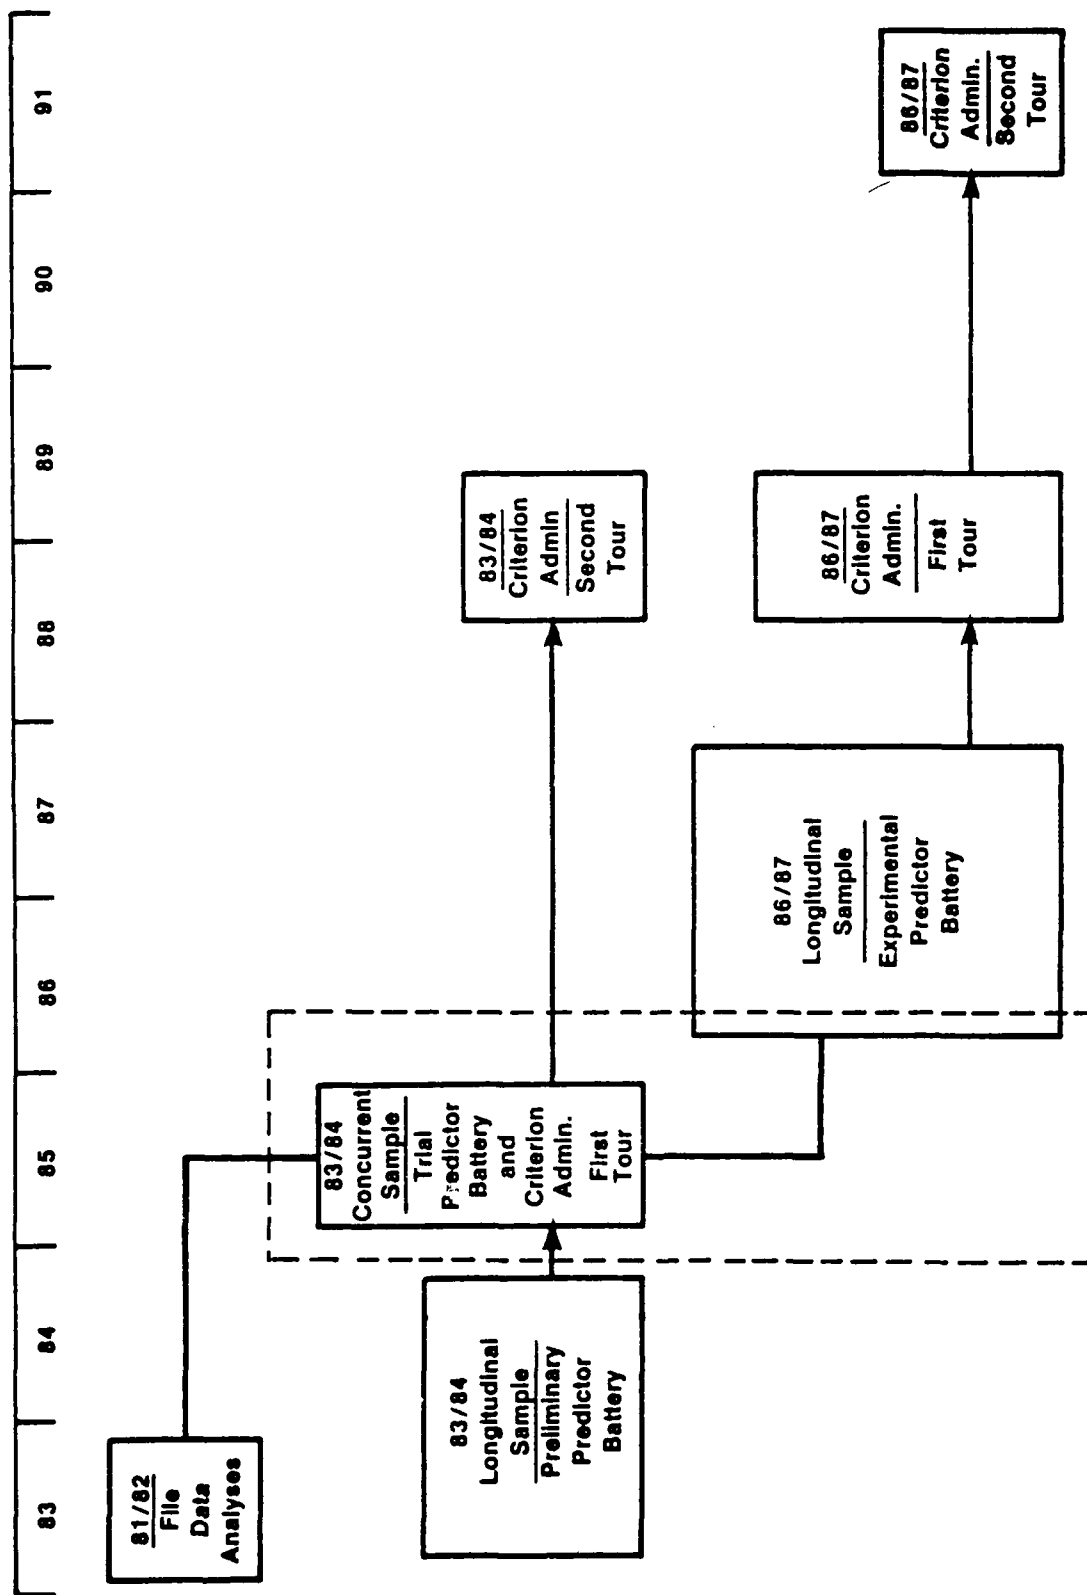 83 84 85 86 87 88 89 90 91
81/82
File
Data
Analyses
83/84
Longitudinal
Sample
Preliminary
Predictor
Battery
83/84
Concurrent
Sample
Trial
Predictor
Battery
and
Criterion
Admin.
First
Tour
83/84
Criterion
Admin
Second
Tour
86/87
Longitudinal
Sample
Experimental
Predictor
Battery
86/87
Criterion
Admin.
First
Tour
86/87
Criterion
Admin.
Second
Tour